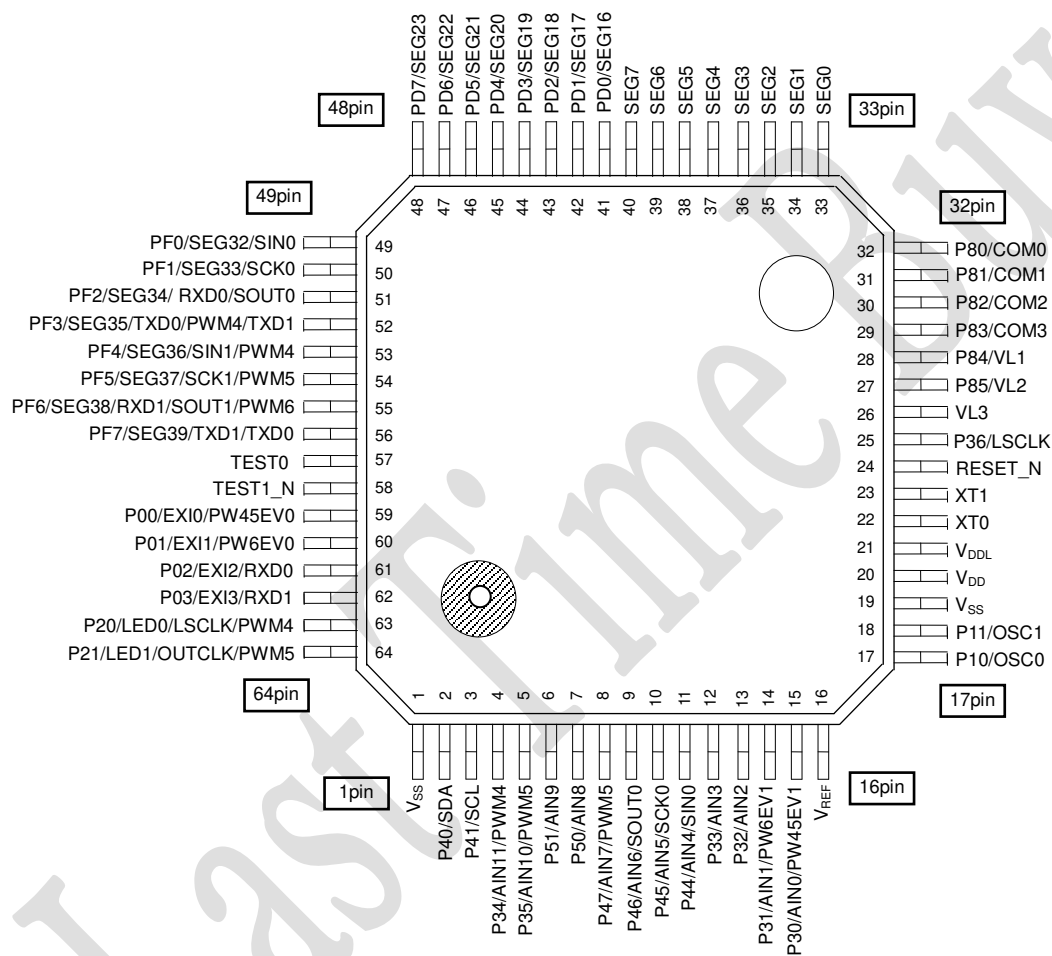 PD7/SEG23
PD6/SEG22
PD5/SEG21
PD4/SEG20
PD3/SEG19
PD2/SEG18
PD1/SEG17
PD0/SEG16
SEG7
SEG6
SEG5
SEG4
SEG3
SEG2
SEG1
SEG0
48pin
33pin
48
47
46
45
44
43
42
41
40
39
38
37
36
35
34
33
49pin
32pin
PF0/SEG32/SIN0 49
PF1/SEG33/SCK0 50
PF2/SEG34/ RXD0/SOUT0 51
PF3/SEG35/TXD0/PWM4/TXD1 52
PF4/SEG36/SIN1/PWM4 53
PF5/SEG37/SCK1/PWM5 54
PF6/SEG38/RXD1/SOUT1/PWM6 55
PF7/SEG39/TXD1/TXD0 56
TEST0 57
TEST1_N 58
P00/EXI0/PW45EV0 59
P01/EXI1/PW6EV0 60
P02/EXI2/RXD0 61
P03/EXI3/RXD1 62
P20/LED0/LSCLK/PWM4 63
P21/LED1/OUTCLK/PWM5 64
32 P80/COM0
31 P81/COM1
30 P82/COM2
29 P83/COM3
28 P84/VL1
27 P85/VL2
26 VL3
25 P36/LSCLK
24 RESET_N
23 XT1
22 XT0
21 VDDL
20 VDD
19 VSS
18 P11/OSC1
17 P10/OSC0
64pin
17pin
1
2
3
4
5
6
7
8
9
10
11
12
13
14
15
16
1pin
16pin
VSS
P40/SDA
P41/SCL
P34/AIN11/PWM4
P35/AIN10/PWM5
P51/AIN9
P50/AIN8
P47/AIN7/PWM5
P46/AIN6/SOUT0
P45/AIN5/SCK0
P44/AIN4/SIN0
P33/AIN3
P32/AIN2
P31/AIN1/PW6EV1
P30/AIN0/PW45EV1
VREF
Last Time Buy